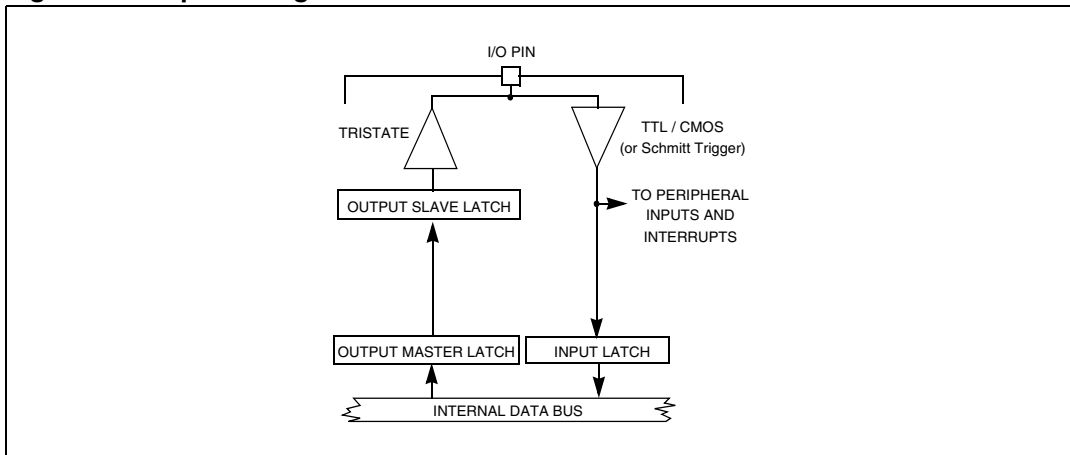 I/O PIN
TRISTATE
TTL / CMOS
(or Schmitt Trigger)
OUTPUT SLAVE LATCH
TO PERIPHERAL
INPUTS AND
INTERRUPTS
OUTPUT MASTER LATCH
INPUT LATCH
INTERNAL DATA BUS